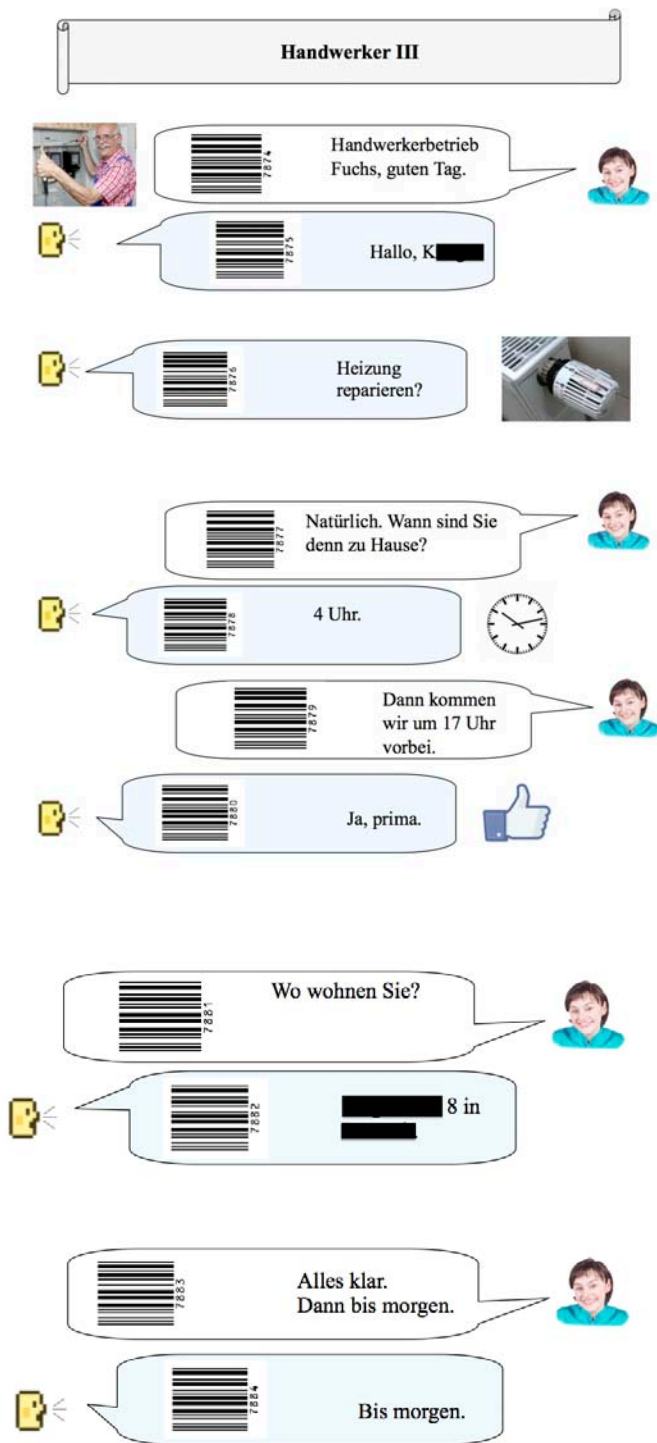 Handwerker III
7874
Handwerkerbetrieb
Fuchs, guten Tag.
7875
Hallo, K
7876
Heizung
reparieren?
7877
Natürlich. Wann sind Sie
denn zu Hause?
7878
4 Uhr.
7879
Dann kommen
wir um 17 Uhr
vorbei.
7880
Ja, prima.
7881
Wo wohnen Sie?
7882
8 in
7883
Alles klar.
Dann bis morgen.
7884
Bis morgen.